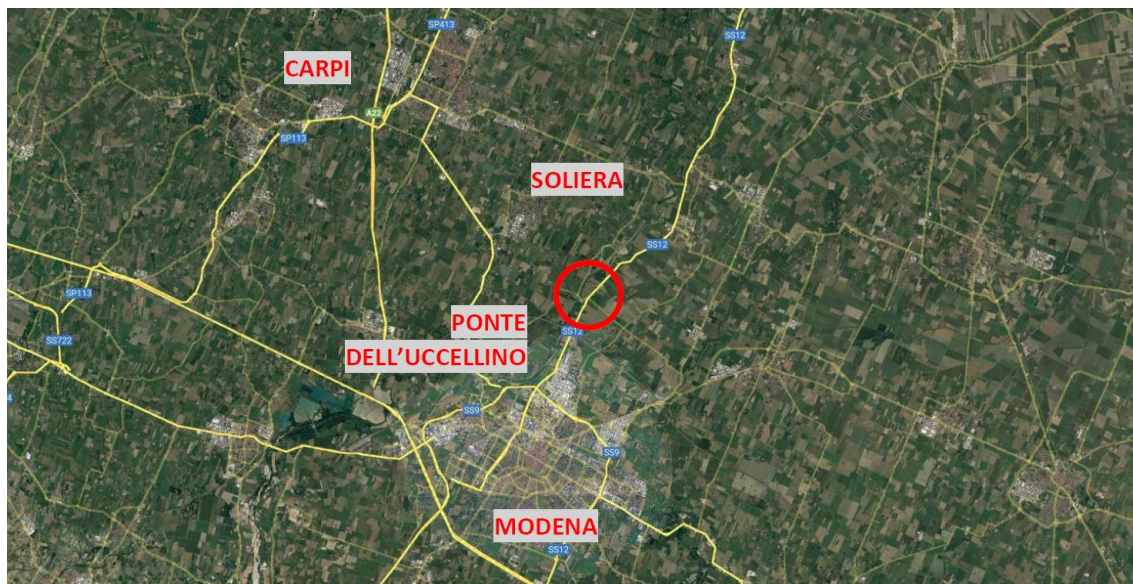 SP413
SS12
CARPI
A22
SP113
SOLIERA
SS12
SP113
PONTE
DELL'UCCELLINO
SS12
SS722
SS9
SS9
MODENA
SS12